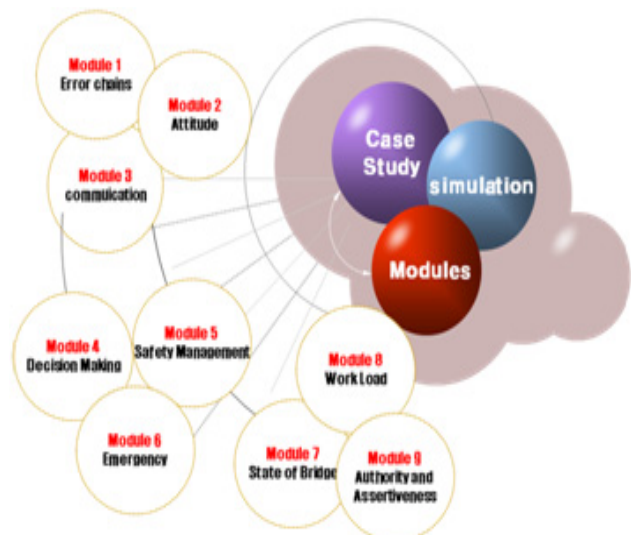 Module 1
Error chains
Module 2
Attitude
Module 3
commuication
Module 4
Decision Making
Module 5
Safety Management
Module 6
Emergency
Module 7
State of Bridge
Module 8
Work Load
Module 9
Authority and
Assertiveness
Case
Study
simulation
Modules